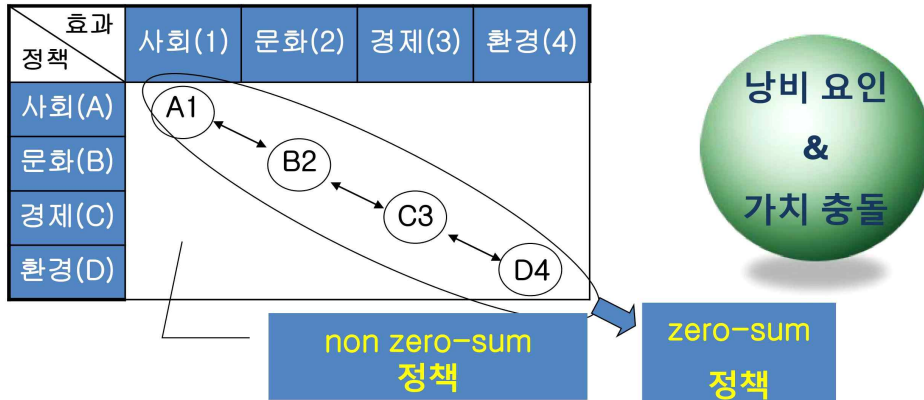 효과
정책
사회(1) 문화(2) 경제(3) 환경(4)
사회(A)
A1
문화(B)
B2
경제(C)
C3
환경(D)
D4
non zero-sum
정책
zero-sum
정책
낭비 요인
&
가치 충돌